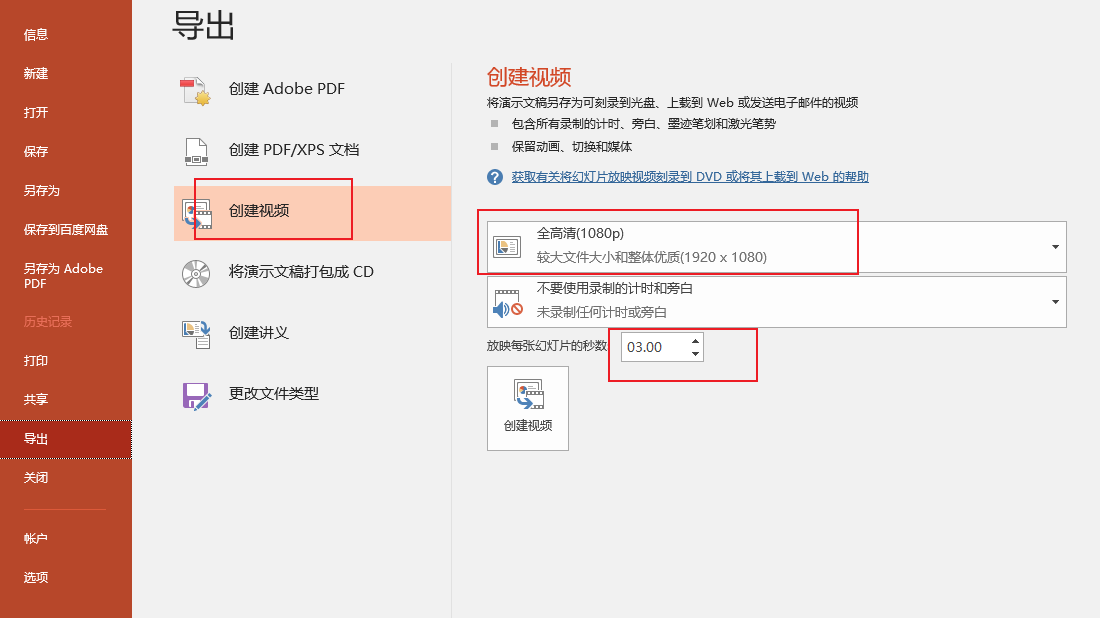 信息
新建
打开
保存
另存为
保存到百度网盘
另存为 Adobe
PDF
历史记录
打印
共享
导出
关闭
帐户
选项
导出
创建 Adobe PDF
创建 PDF/XPS 文档
创建视频
将演示文稿打包成 CD
创建讲义
更改文件类型
创建视频
将演示文稿另存为可刻录到光盘、上载到 Web 或发送电子邮件的视频
包含所有录制的计时、旁白、墨迹笔划和激光笔势
保留动画、切换和媒体
获取有关将幻灯片放映视频刻录到 DVD 或将其上载到 Web 的帮助
全高清(1080p)
较大文件大小和整体优质(1920 x 1080)
不要使用录制的计时和旁白
未录制任何计时或旁白
放映每张幻灯片的秒数 03.00
创建视频